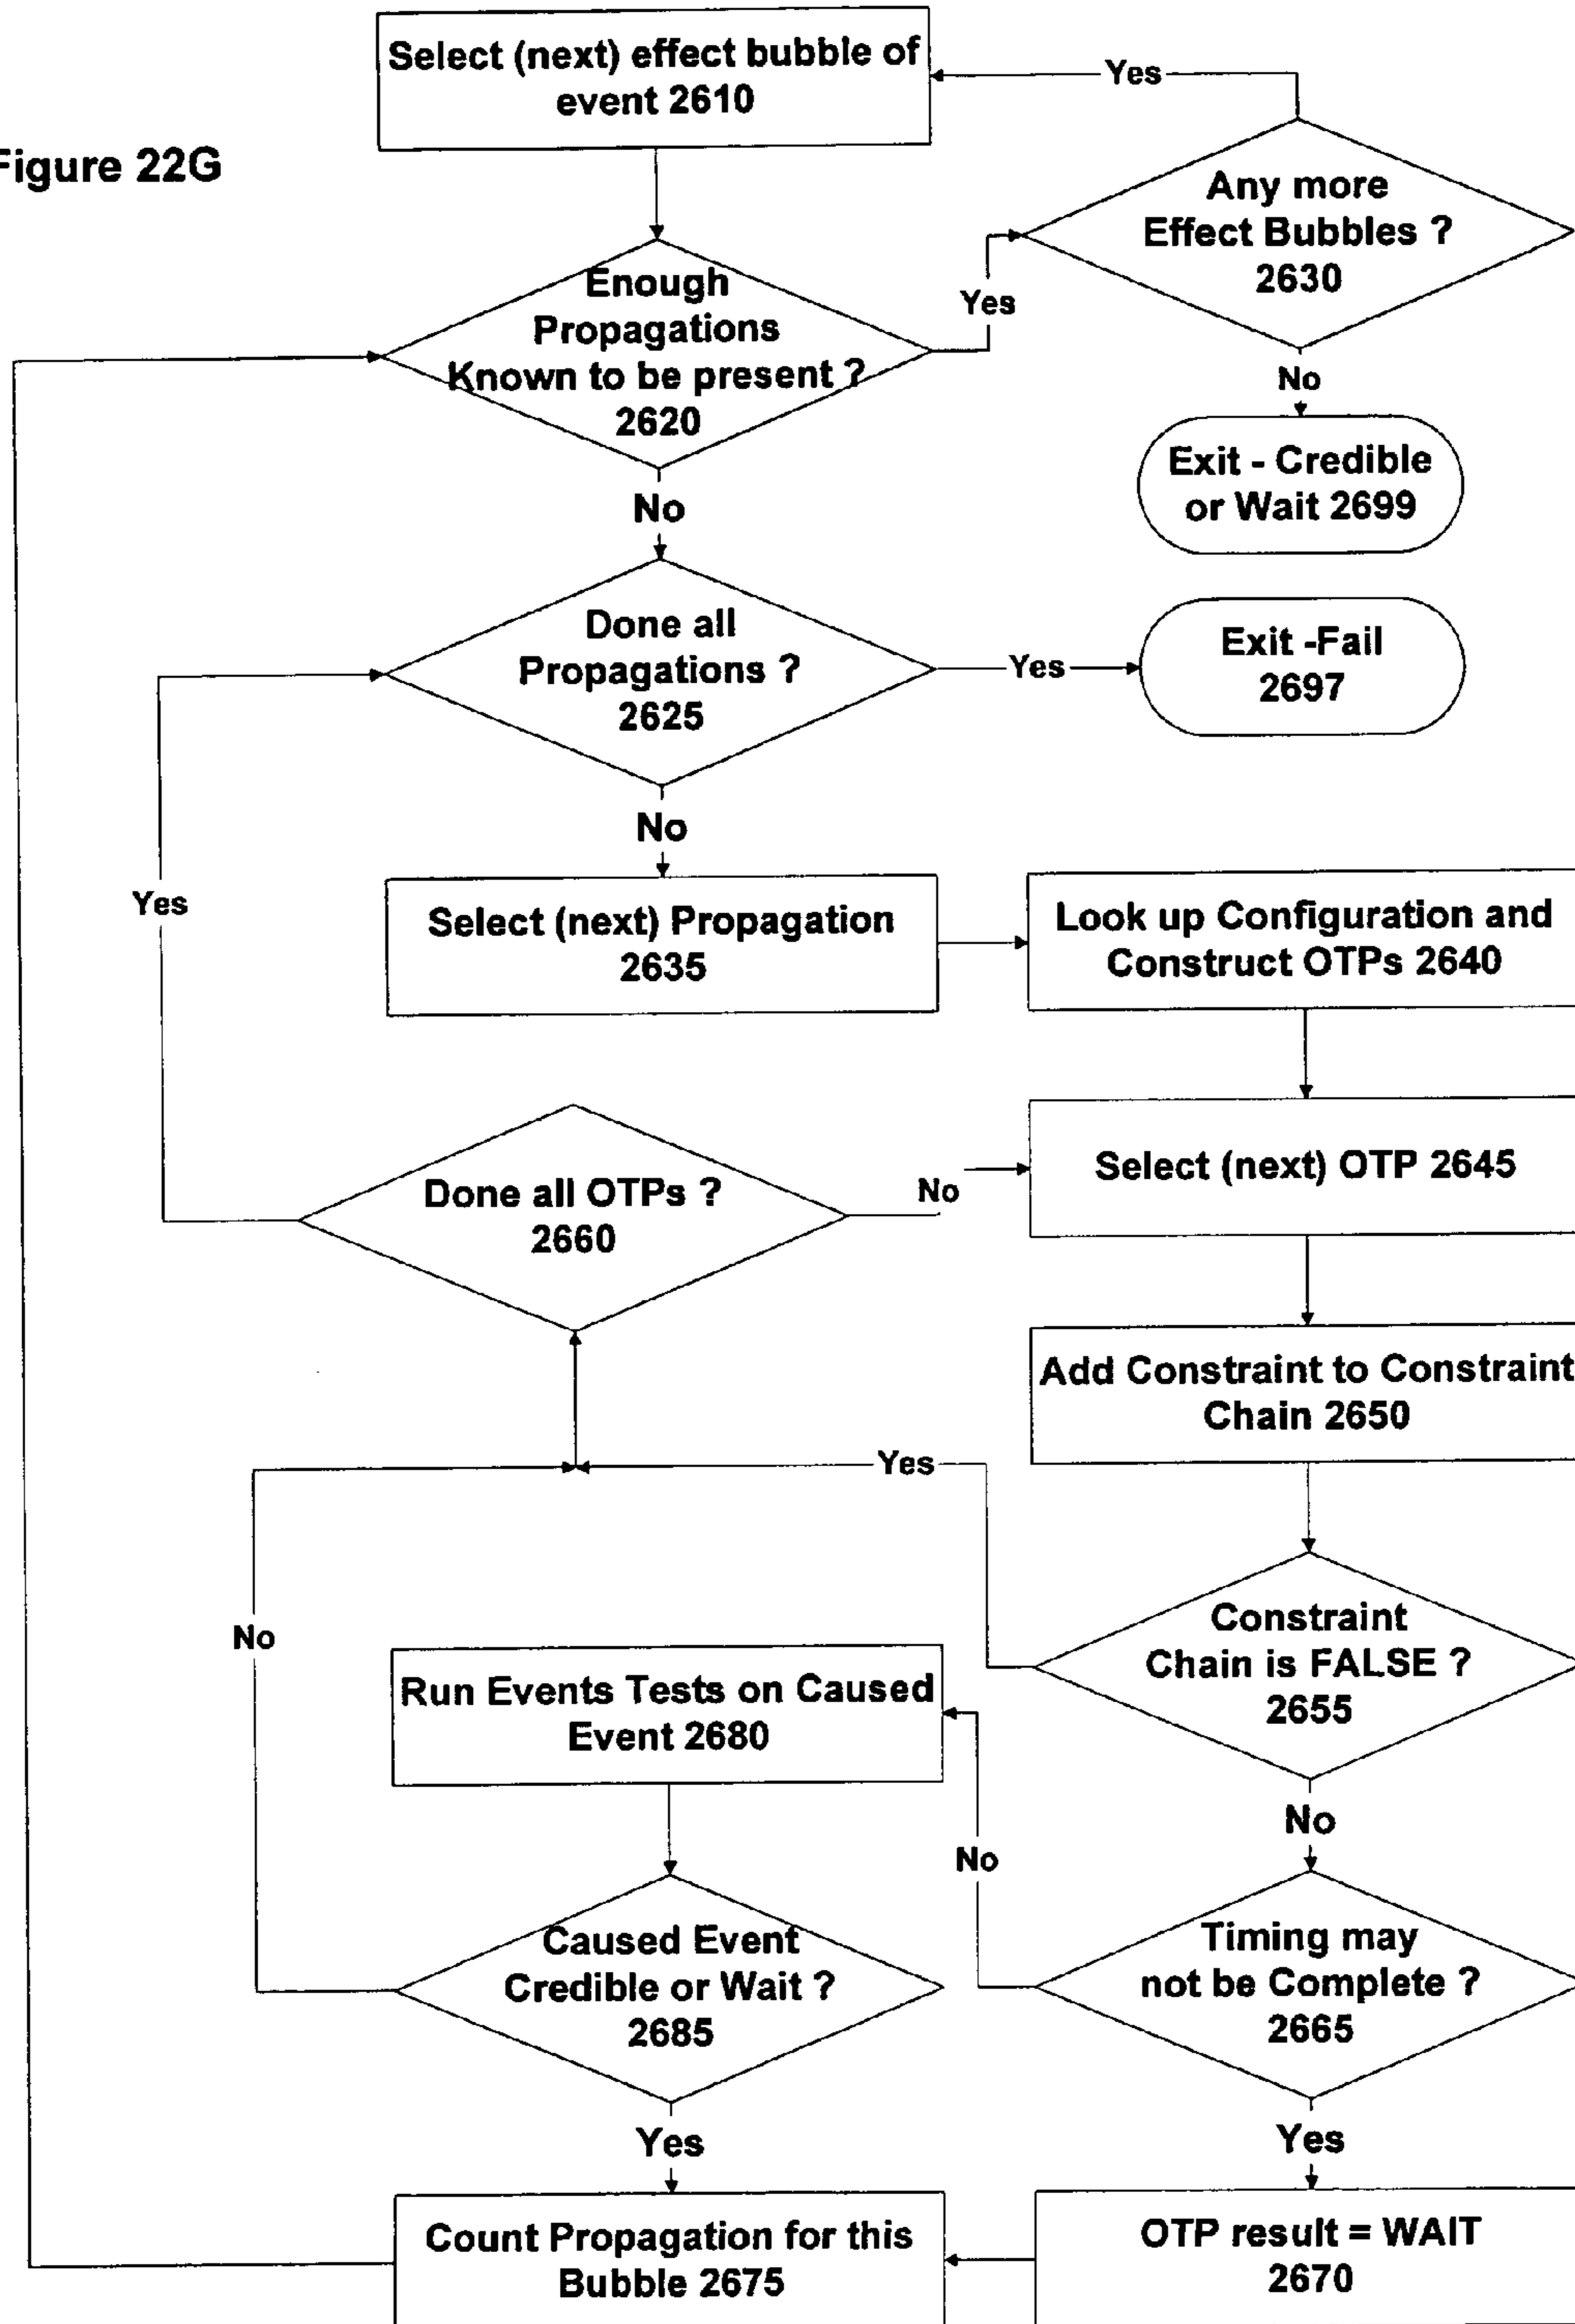 Select (next) effect bubble of
event 2610
Yes
Figure 22G
Any more
Effect Bubbles ?
2630
Enough
Propagations
Known to be present ?
2620
Yes
No
Exit - Credible
or Wait 2699
No
Done all
Propagations ?
2625
Yes
Exit -Fail
2697
No
Yes
Select (next) Propagation
2635
Look up Configuration and
Construct OTPs 2640
Done all OTPs ?
2660
No
Select (next) OTP 2645
Add Constraint to Constraint
Chain 2650
Yes
Constraint
Chain is FALSE ?
2655
No
Run Events Tests on Caused
Event 2680
No
No
Caused Event
Credible or Wait ?
2685
Timing may
not be Complete ?
2665
Yes
Yes
Count Propagation for this
Bubble 2675
OTP result = WAIT
2670